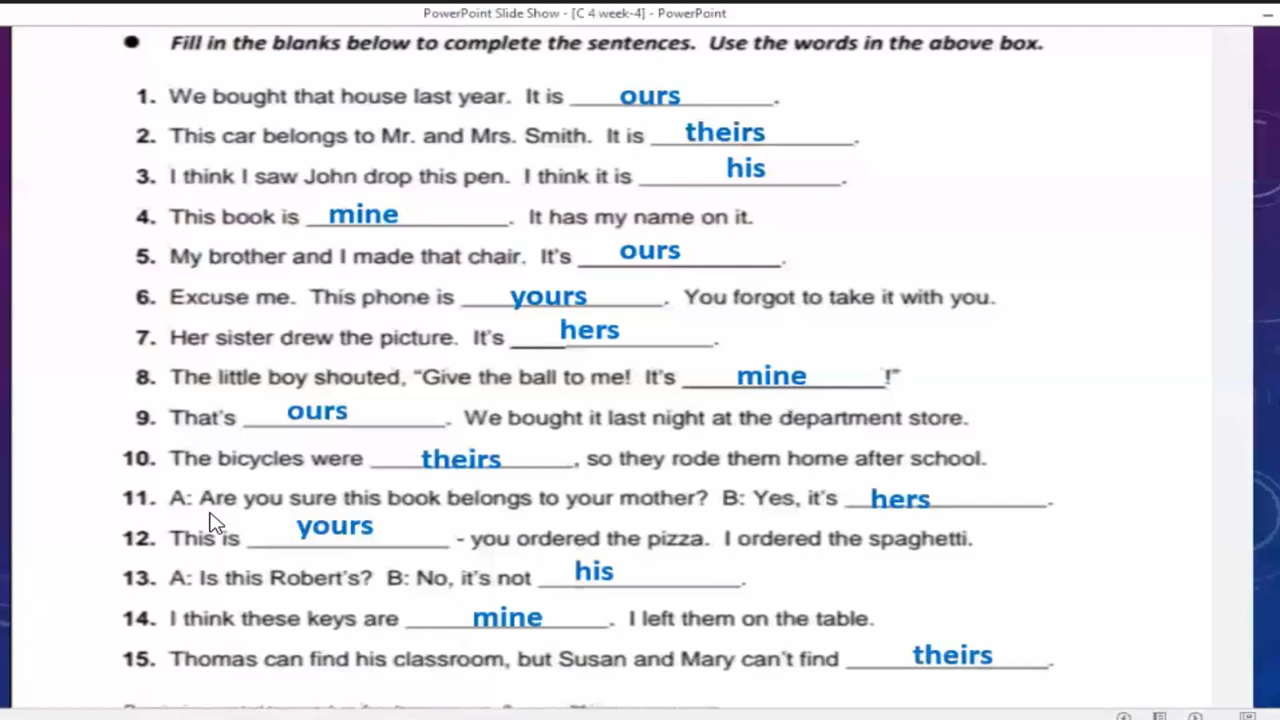 PowerPoint Slide Show - [C 4 week-4] - PowerPoint
● Fill in the blanks below to complete the sentences. Use the words in the above box.
1. We bought that house last year. It is ours.
2. This car belongs to Mr. and Mrs. Smith. It is theirs.
3. I think I saw John drop this pen. I think it is his.
4. This book is mine. It has my name on it.
5. My brother and I made that chair. It's ours.
6. Excuse me. This phone is yours. You forgot to take it with you.
7. Her sister drew the picture. It's hers.
8. The little boy shouted, "Give the ball to me! It's mine!"
9. That's ours. We bought it last night at the department store.
10. The bicycles were theirs, so they rode them home after school.
11. A: Are you sure this book belongs to your mother? B: Yes, it's hers.
12. This is yours - you ordered the pizza. I ordered the spaghetti.
13. A: Is this Robert's? B: No, it's not his.
14. I think these keys are mine. I left them on the table.
15. Thomas can find his classroom, but Susan and Mary can't find theirs.